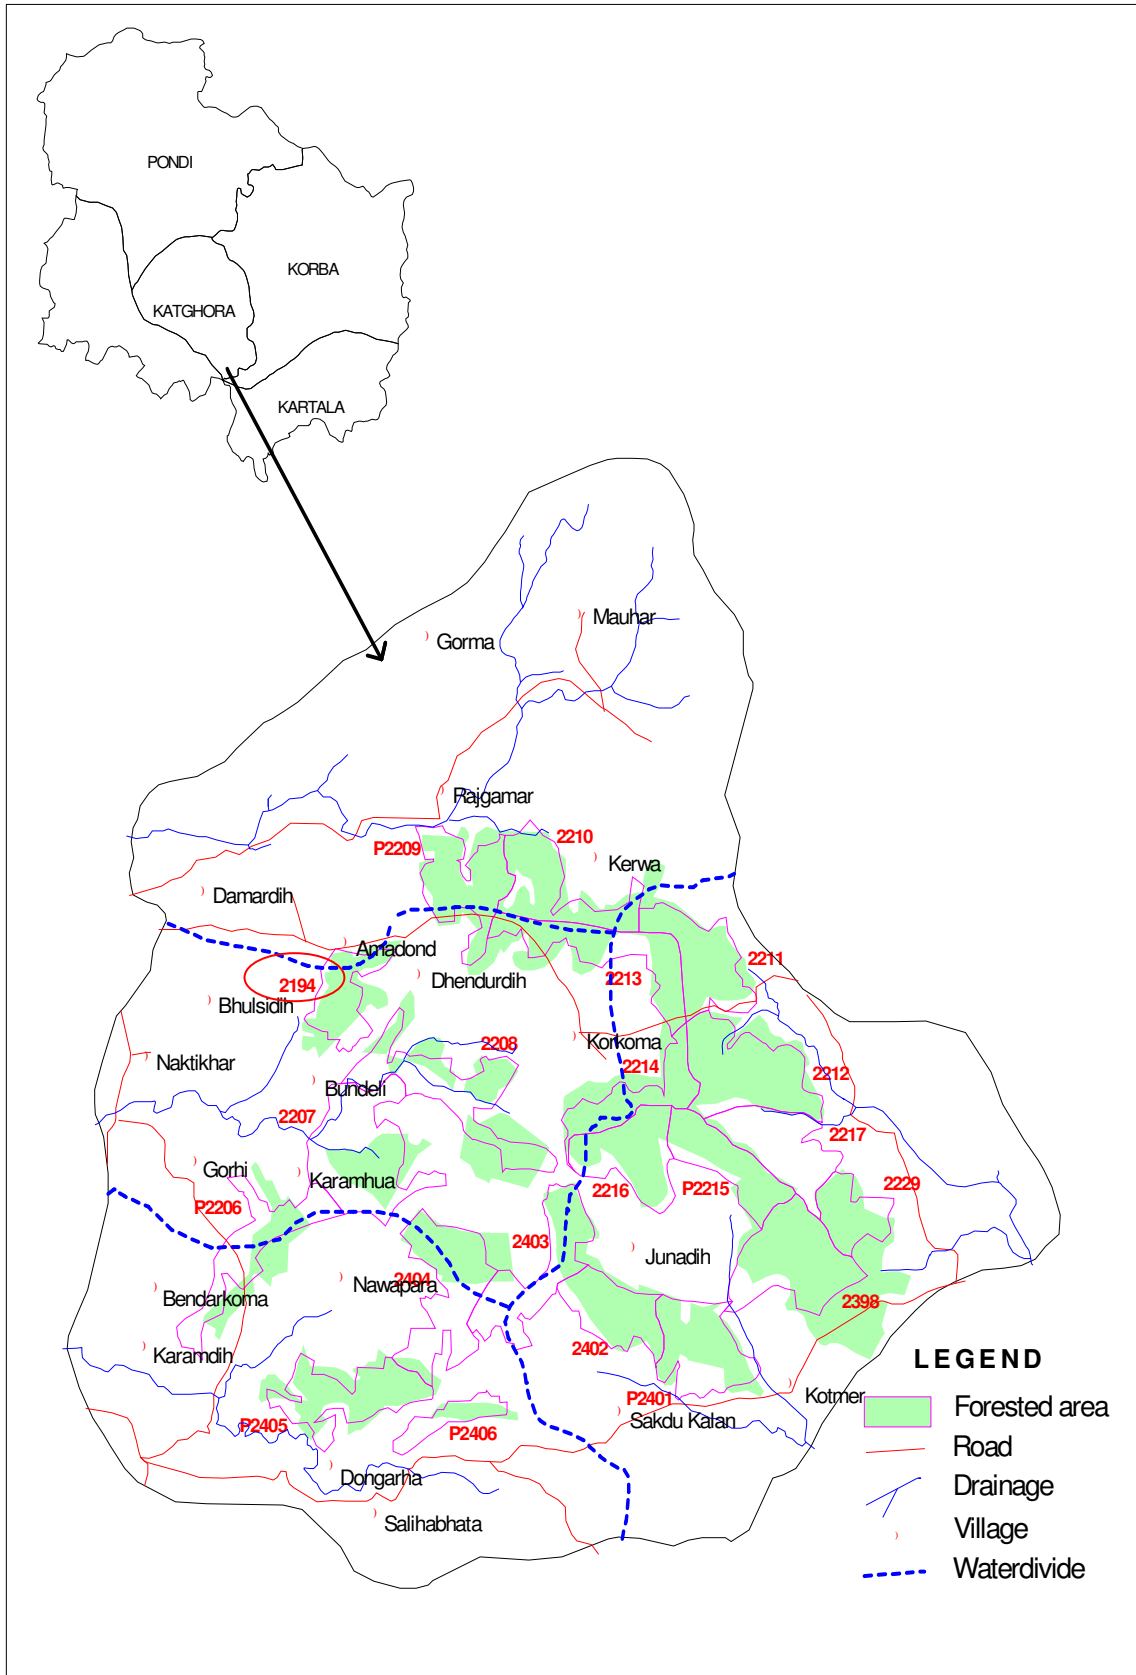 PONDI
KORBA
KATGHORA
KARTALA
Mauhar
Gorma
Rajgamar
P2209
2210
Kerwa
Damardih
Amadond
2211
2194
Dhendurdih
2213
Bhulsidih
Korkoma
2208
Naktikhar
2214
2212
Bundeli
2207
2217
Gorhi
Karamhua
2216
P2215
2229
P2206
2403
Junadih
2404
Nawapara
Bendarkoma
2398
Karamdih
2402
LEGEND
Kotmer
P2401
Forested area
Sakdu Kalan
P2405
P2406
Road
Dongarha
Drainage
Salihabhata
Village
Waterdivide